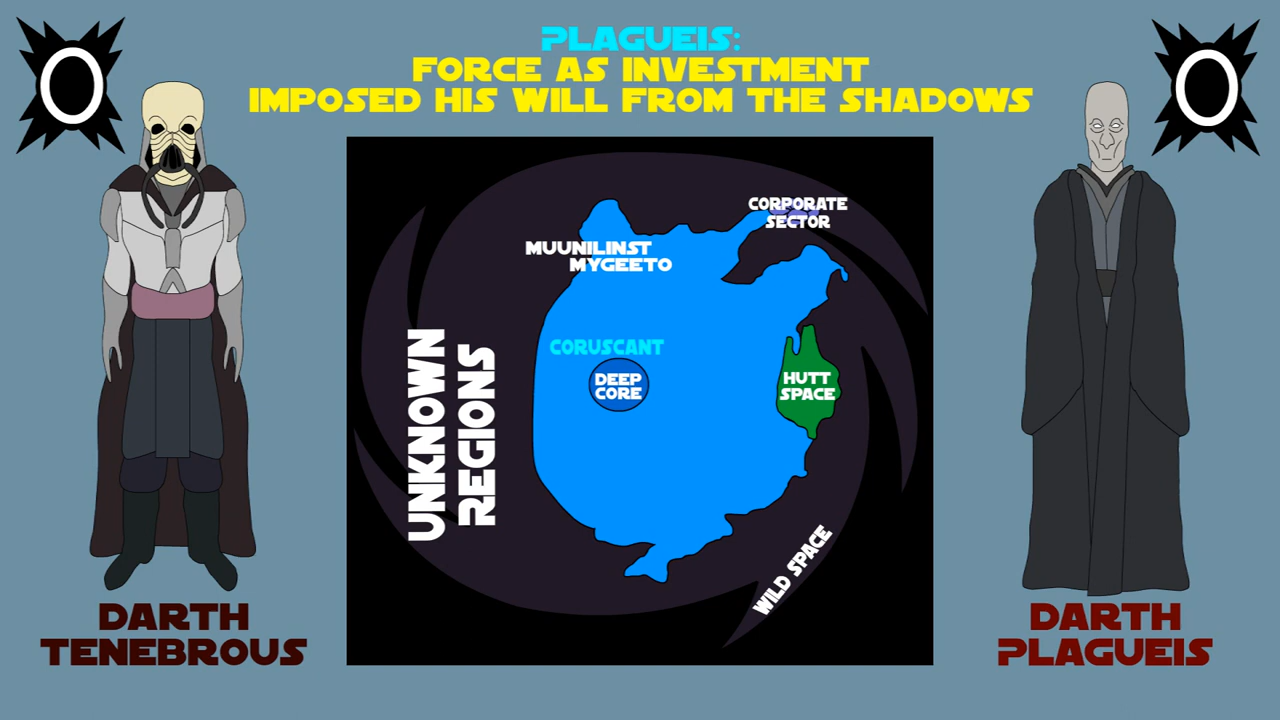 PLAGUEIS:
FORCE AS INVESTMENT
IMPOSED HIS WILL FROM THE SHADOWS
CORPORATE
SECTOR
MUUNILINST
MYGEETO
UNKNOWN
REGIONS
CORUSCANT
DEEP
CORE
HUTT
SPACE
WILD SPACE
DARTH
TENEBROUS
DARTH
PLAGUEIS